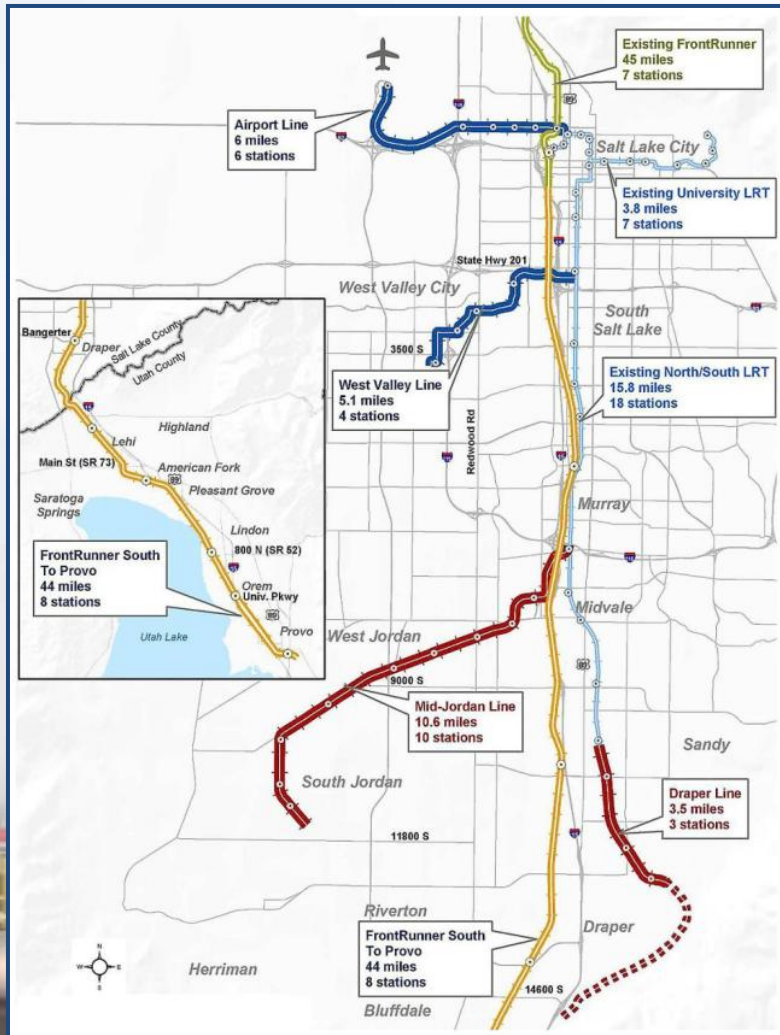 Existing FrontRunner
45 miles
7 stations
Airport Line
6 miles
6 stations
Salt Lake City
Existing University LRT
3.8 miles
7 stations
State Hwy 201
West Valley City
South
Salt Lake
3500 S
West Valley Line
5.1 miles
4 stations
Existing North/South LRT
15.8 miles
18 stations
Redwood Rd
Murray
Midvale
Bangerter
Draper
Salt Lake County
Utah County
Highland
Lehi
Main St (SR 73)
American Fork
89
Pleasant Grove
Saratoga
Springs
Lindon
800 N (SR 52)
FrontRunner South
To Provo
44 miles
8 stations
Orem
Univ. Pkwy
Utah Lake
Provo
West Jordan
9000 S
Mid-Jordan Line
10.6 miles
10 stations
Sandy
South Jordan
Draper Line
3.5 miles
3 stations
11800 S
Riverton
FrontRunner South
To Provo
44 miles
8 stations
Draper
Herriman
14600 S
Bluffdale
N
W
E
S